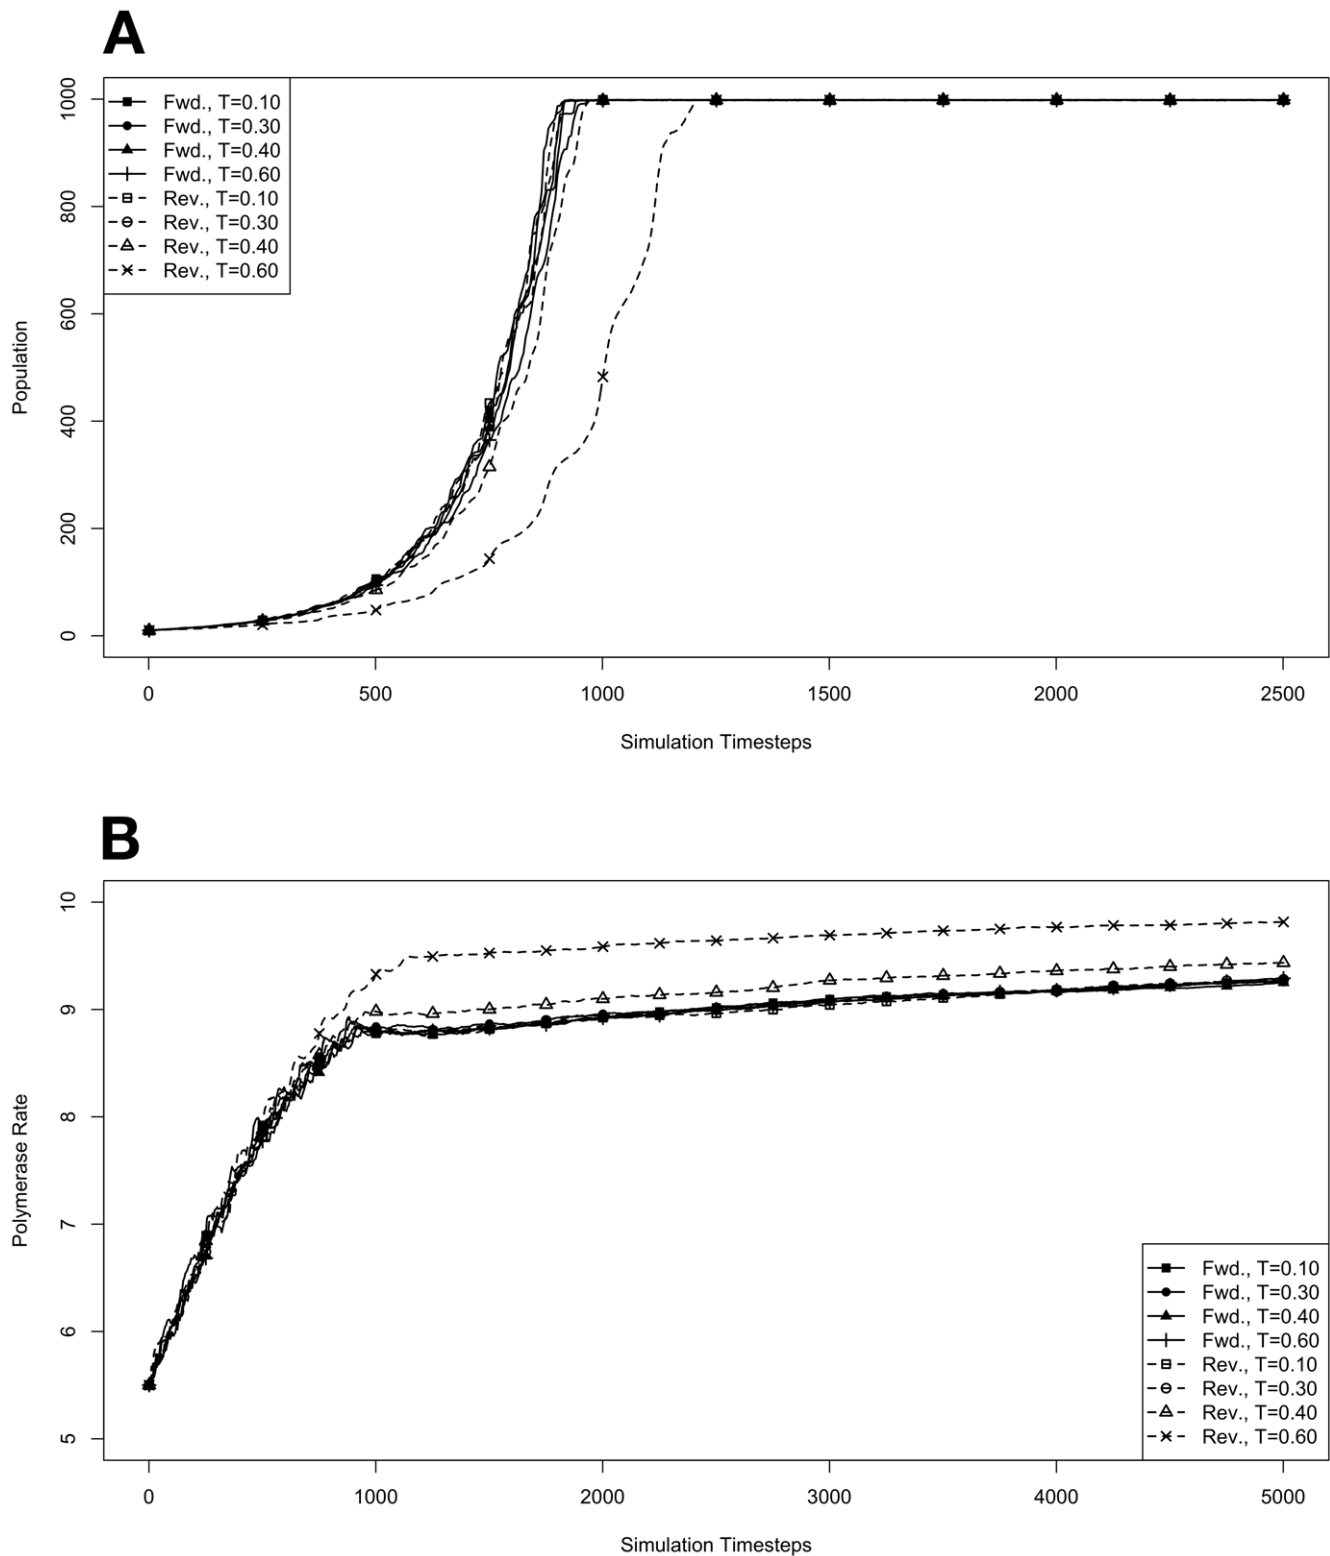 A
1000
800
600
400
200
0
Population
Fwd., T=0.10
Fwd., T=0.30
Fwd., T=0.40
Fwd., T=0.60
Rev., T=0.10
Rev., T=0.30
Rev., T=0.40
Rev., T=0.60
0 500 1000 1500 2000 2500
Simulation Timesteps
B
10
9
8
7
6
5
Polymerase Rate
Fwd., T=0.10
Fwd., T=0.30
Fwd., T=0.40
Fwd., T=0.60
Rev., T=0.10
Rev., T=0.30
Rev., T=0.40
Rev., T=0.60
0 1000 2000 3000 4000 5000
Simulation Timesteps